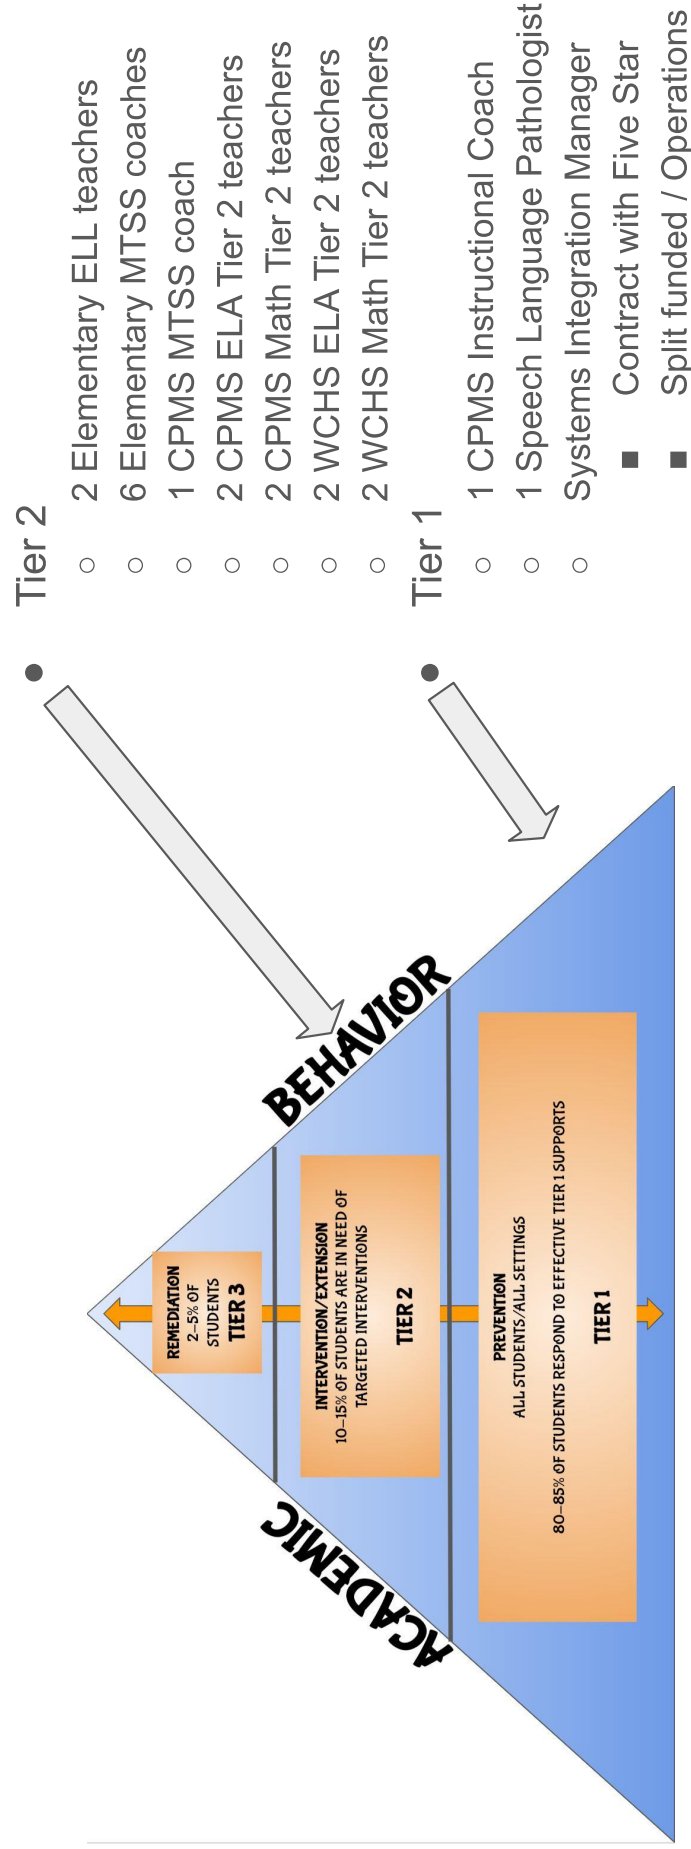 ACADEMIC
BEHAVIOR
REMEDIATION
2–5% OF
STUDENTS
TIER 3
INTERVENTION/EXTENSION
10–15% OF STUDENTS ARE IN NEED OF
TARGETED INTERVENTIONS
TIER 2
PREVENTION
ALL STUDENTS/ALL SETTINGS
80–85% OF STUDENTS RESPOND TO EFFECTIVE TIER 1 SUPPORTS
TIER 1
● Tier 2
○ 2 Elementary ELL teachers
○ 6 Elementary MTSS coaches
○ 1 CPMS MTSS coach
○ 2 CPMS ELA Tier 2 teachers
○ 2 CPMS Math Tier 2 teachers
○ 2 WCHS ELA Tier 2 teachers
○ 2 WCHS Math Tier 2 teachers
● Tier 1
○ 1 CPMS Instructional Coach
○ 1 Speech Language Pathologist
○ Systems Integration Manager
■ Contract with Five Star
■ Split funded / Operations